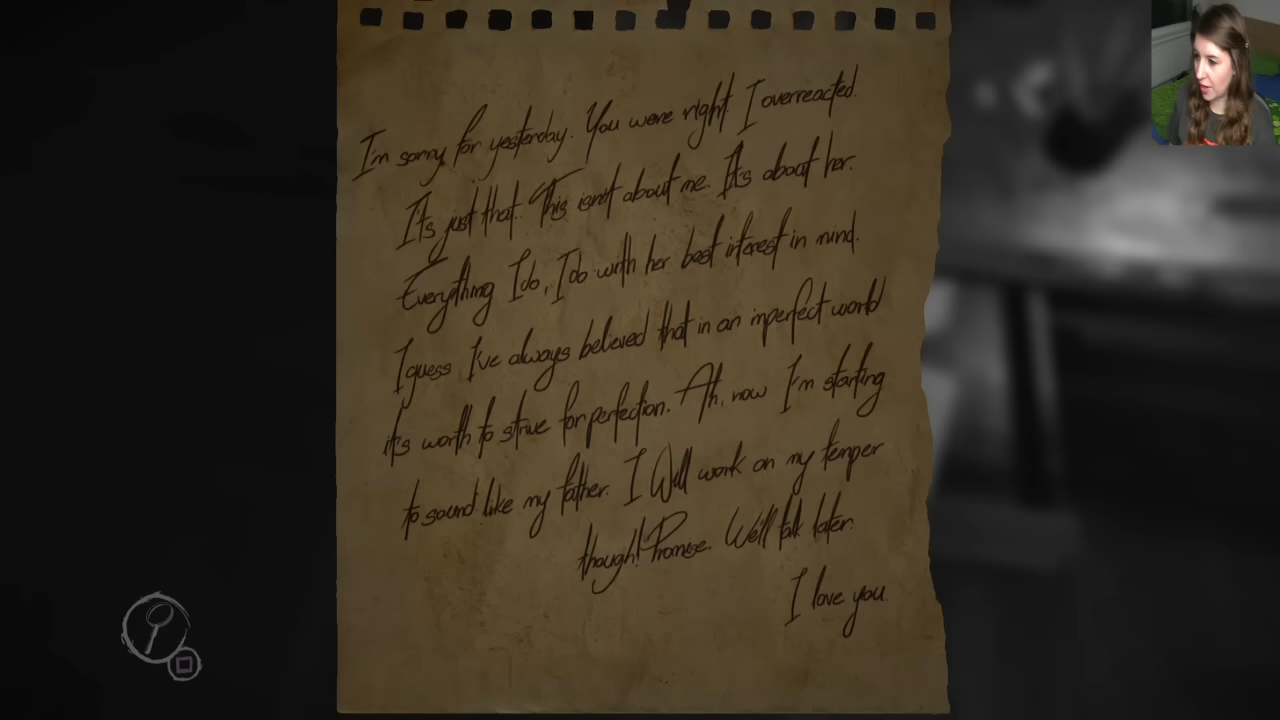 I'm sorry for yesterday. You were right I overreacted.
It's just that.. This isn't about me. It's about her.
Everything I do, I do with her best interest in mind.
I guess I've always believed that in an imperfect world
it's worth to strive for perfection. Ah, now I'm starting
to sound like my father. I Will work on my temper
though! Promise. We'll talk later.
I love you.